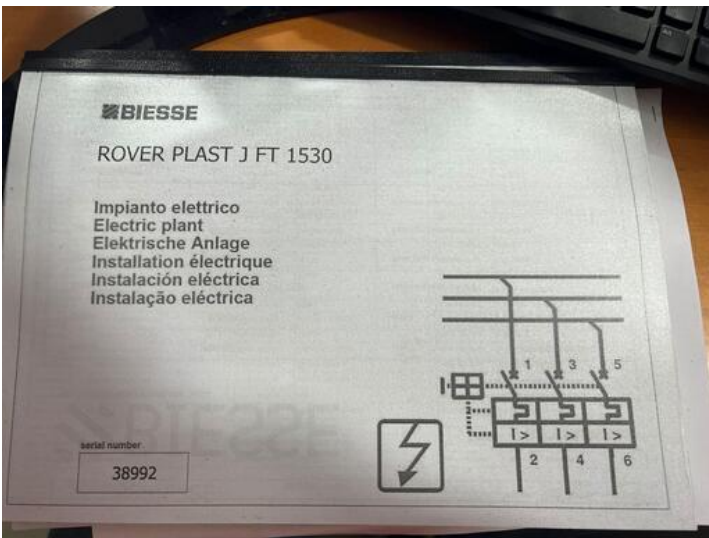 BIESSE
ROVER PLAST J FT 1530
Impianto elettrico
Electric plant
Elektrische Anlage
Installation électrique
Instalación eléctrica
Instalação eléctrica
1 3 5
I> I> I>
2 4 6
BIESSE
serial number
38992